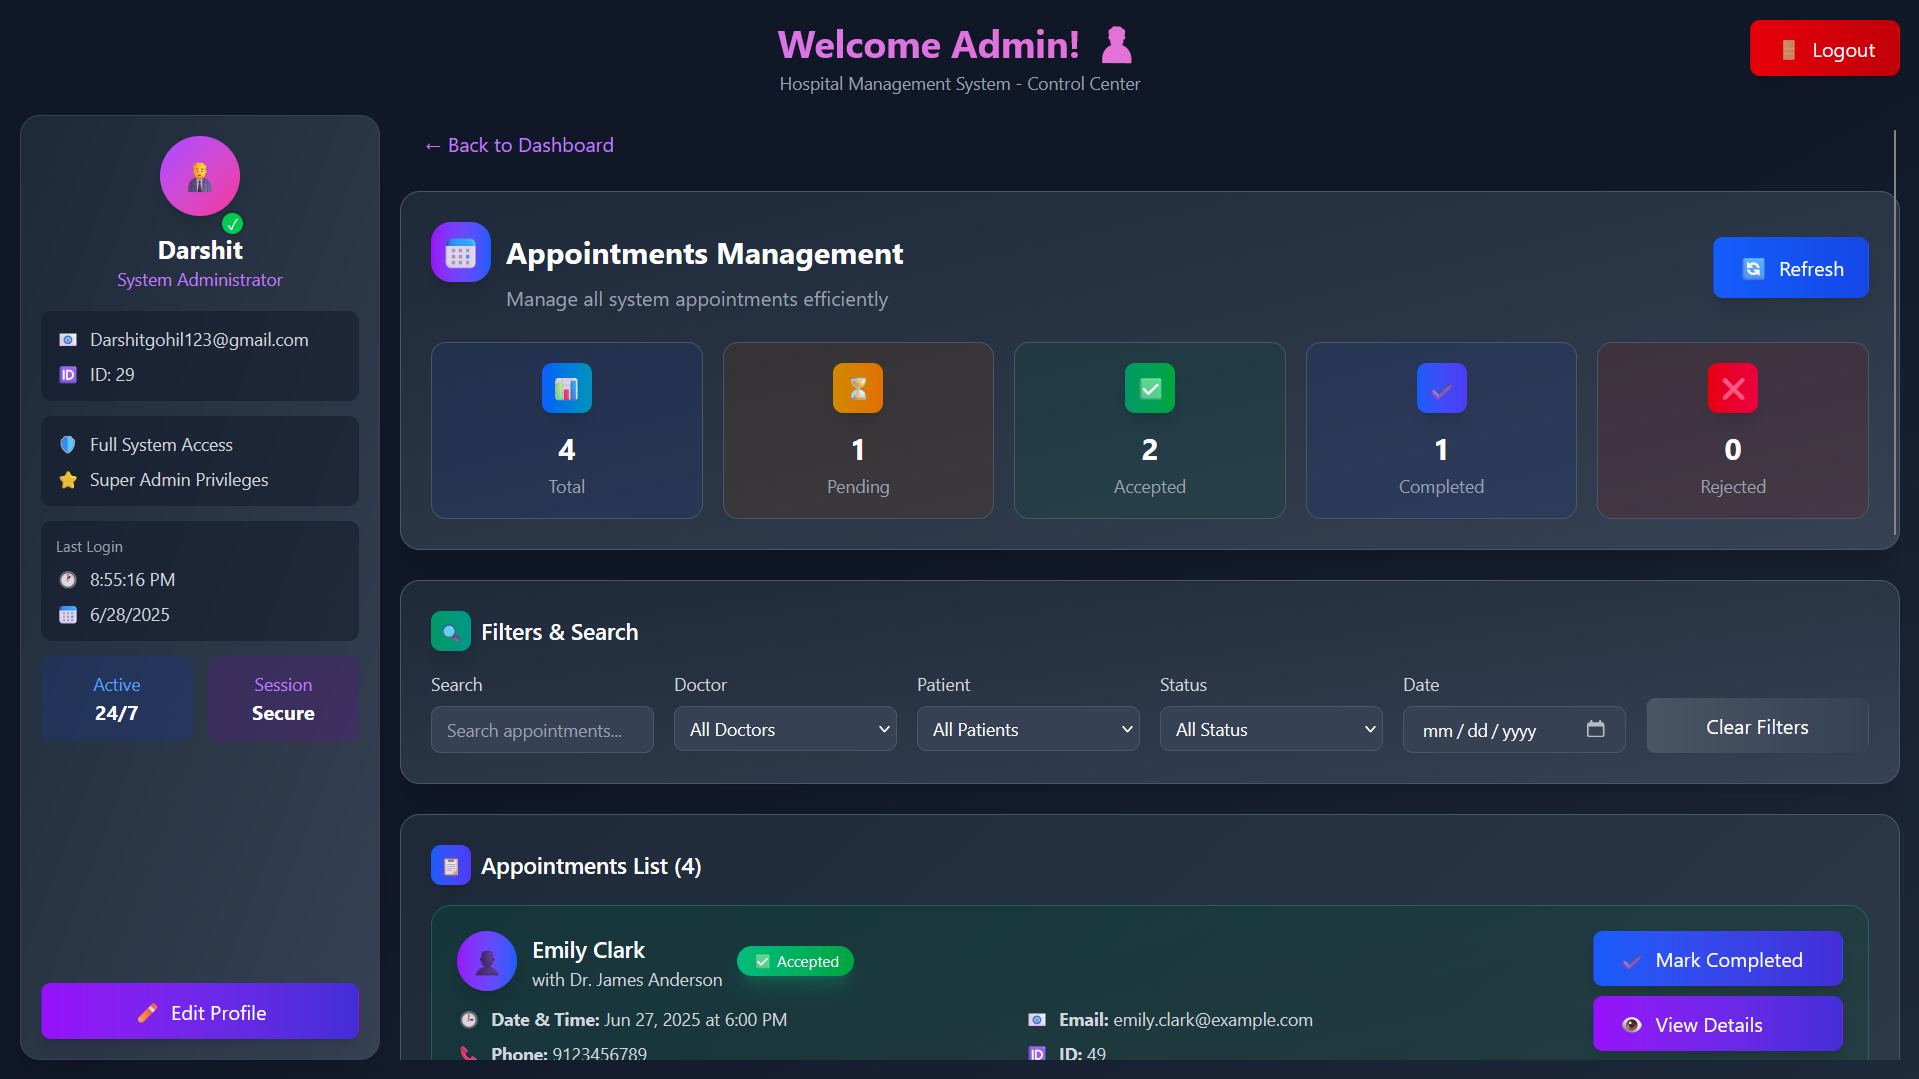 Welcome Admin!
Hospital Management System - Control Center
Logout
Darshit
System Administrator
Darshitgohil123@gmail.com
ID: 29
Full System Access
Super Admin Privileges
Last Login
8:55:16 PM
6/28/2025
Active
24/7
Session
Secure
Edit Profile
← Back to Dashboard
Appointments Management
Manage all system appointments efficiently
Refresh
4
Total
1
Pending
2
Accepted
1
Completed
0
Rejected
Filters & Search
Search
Search appointments...
Doctor
All Doctors
Patient
All Patients
Status
All Status
Date
mm/dd/yyyy
Clear Filters
Appointments List (4)
Emily Clark
with Dr. James Anderson
Accepted
Date & Time: Jun 27, 2025 at 6:00 PM
Email: emily.clark@example.com
Phone: 9123456789
ID: 49
Mark Completed
View Details